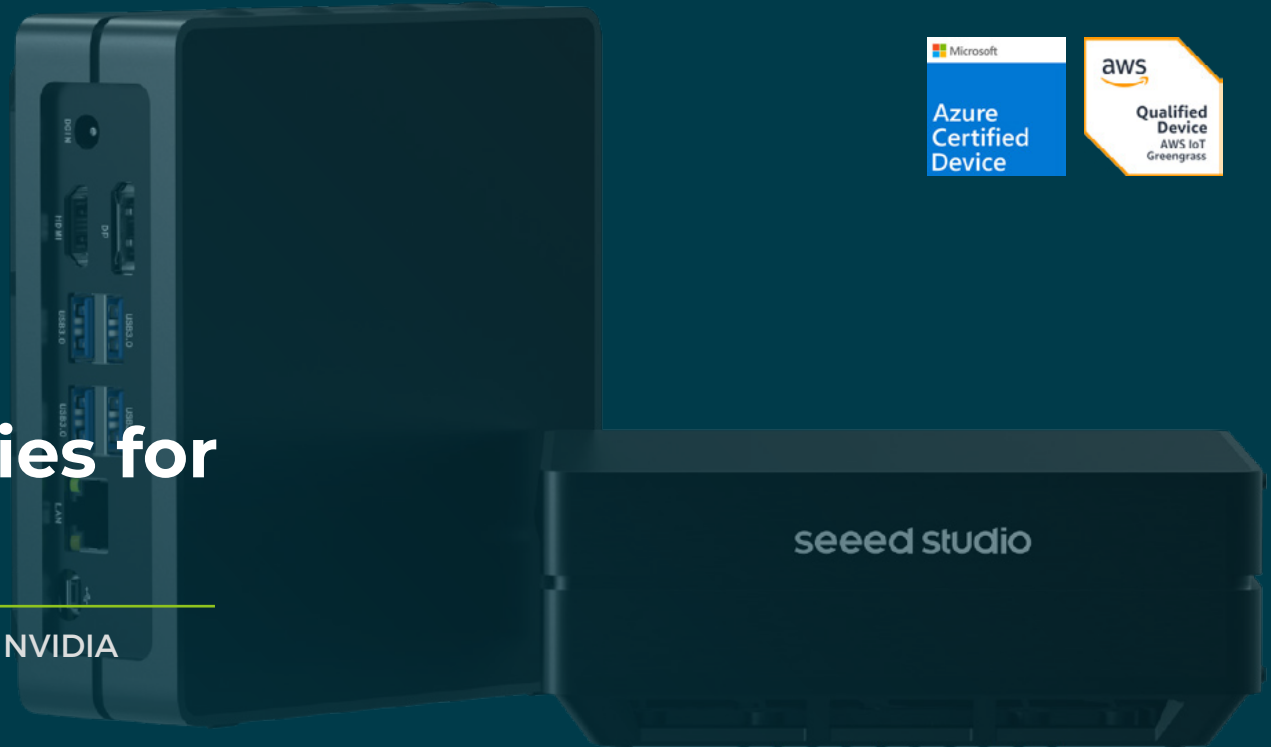 Microsoft
Azure
Certified
Device
aws
Qualified
Device
AWS IoT
Greengrass
DC IN
HDMI
DP
USB3.0
USB3.0
USB3.0
ies for
LAN
seeed studio
NVIDIA